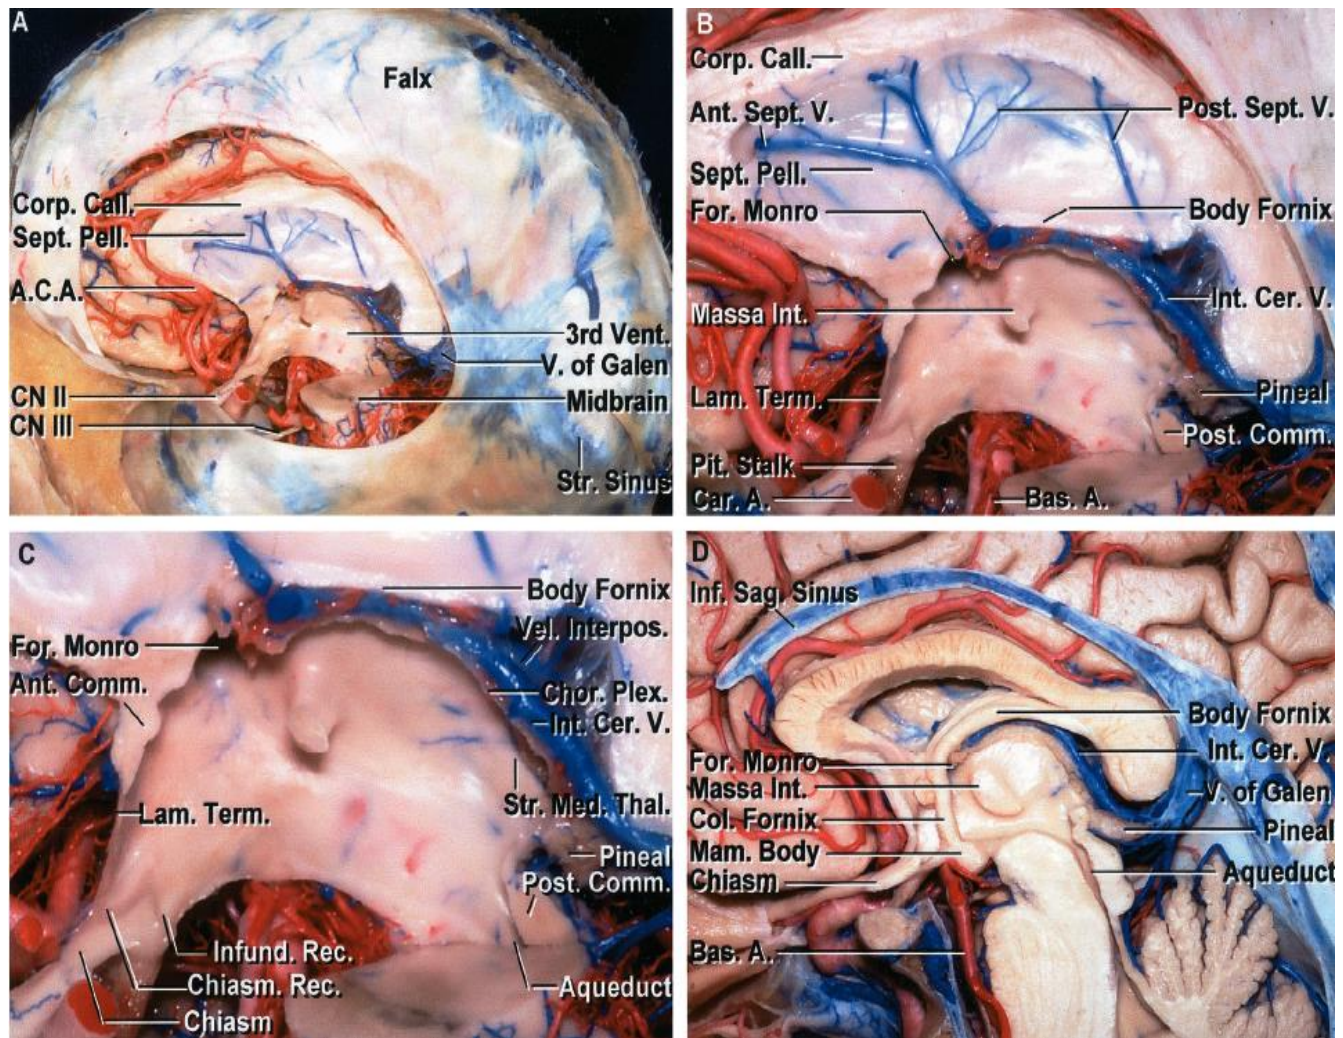 A
Falx
Corp. Call.
Sept. Pell.
A.C.A.
3rd Vent.
V. of Galen
CN II
Midbrain
CN III
Str. Sinus
B
Corp. Call.
Ant. Sept. V.
Post. Sept. V.
Sept. Pell.
For. Monro
Body Fornix
Int. Cer. V.
Massa Int.
Lam. Term.
Pineal
Post. Comm.
Pit. Stalk
Car. A.
Bas. A.
C
Body Fornix
Vel. Interpos.
For. Monro
Ant. Comm.
Chor. Plex.
Int. Cer. V.
Str. Med. Thal.
Lam. Term.
Pineal
Post. Comm.
Infund. Rec.
Chiasm. Rec.
Aqueduct
Chiasm
D
Inf. Sag. Sinus
Body Fornix
Int. Cer. V.
For. Monro
Massa Int.
V. of Galen
Col. Fornix
Pineal
Mam. Body
Aqueduct
Chiasm
Bas. A.